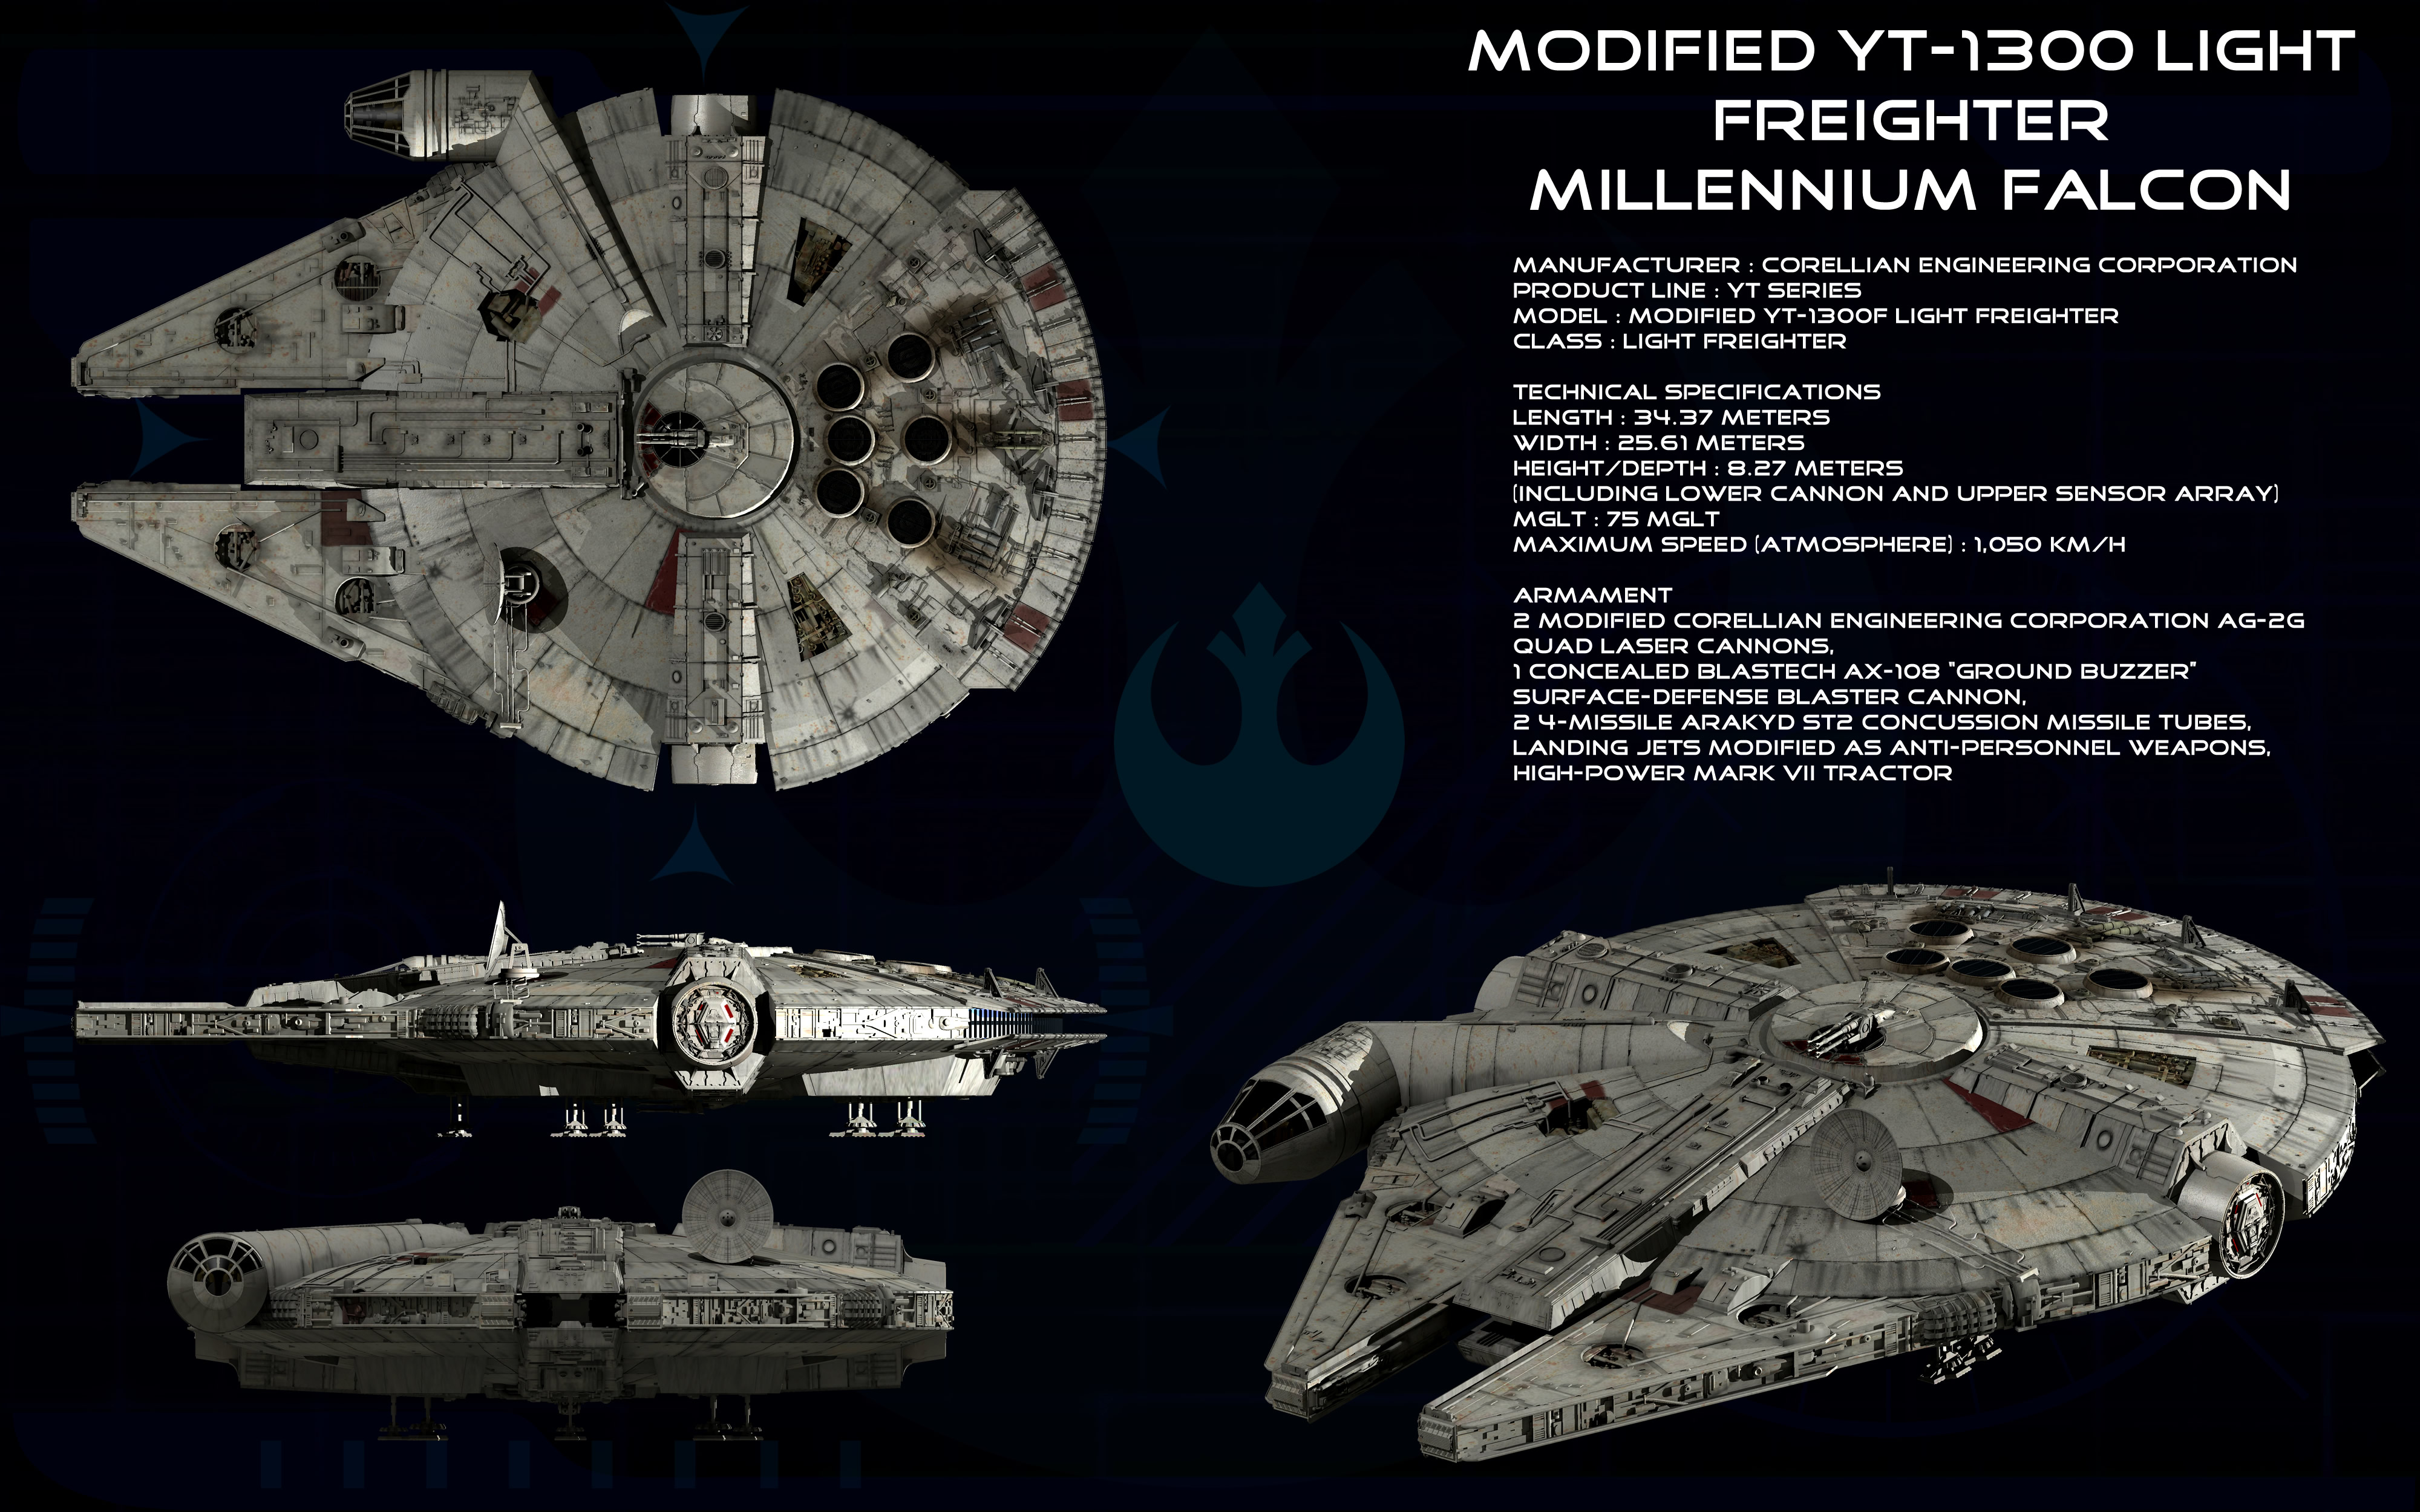 MODIFIED YT-1300 LIGHT
FREIGHTER
MILLENNIUM FALCON
MANUFACTURER : CORELLIAN ENGINEERING CORPORATION
PRODUCT LINE : YT SERIES
MODEL : MODIFIED YT-1300F LIGHT FREIGHTER
CLASS : LIGHT FREIGHTER
TECHNICAL SPECIFICATIONS
LENGTH : 34.37 METERS
WIDTH : 25.61 METERS
HEIGHT/DEPTH : 8.27 METERS
(INCLUDING LOWER CANNON AND UPPER SENSOR ARRAY)
MGLT : 75 MGLT
MAXIMUM SPEED (ATMOSPHERE) : 1,050 KM/H
ARMAMENT
2 MODIFIED CORELLIAN ENGINEERING CORPORATION AG-2G
QUAD LASER CANNONS,
1 CONCEALED BLASTECH AX-108 "GROUND BUZZER"
SURFACE-DEFENSE BLASTER CANNON,
2 4-MISSILE ARAKYD ST2 CONCUSSION MISSILE TUBES,
LANDING JETS MODIFIED AS ANTI-PERSONNEL WEAPONS,
HIGH-POWER MARK VII TRACTOR